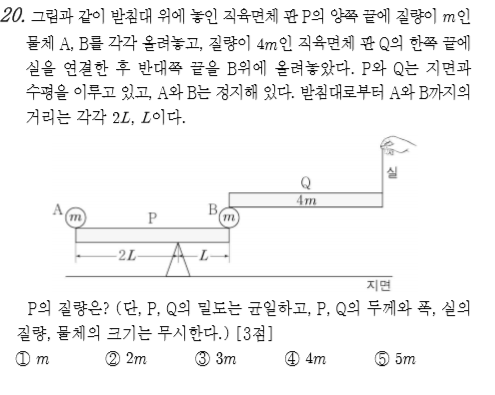 20. 그림과 같이 받침대 위에 놓인 직육면체 판 P의 양쪽 끝에 질량이 m인
물체 A, B를 각각 올려놓고, 질량이 4m인 직육면체 판 Q의 한쪽 끝에
실을 연결한 후 반대쪽 끝을 B위에 올려놓았다. P와 Q는 지면과
수평을 이루고 있고, A와 B는 정지해 있다. 받침대로부터 A와 B까지의
거리는 각각 2L, L이다.
Q
실
4m
A
m
P
B
m
2L
L
지면
P의 질량은? (단, P, Q의 밀도는 균일하고, P, Q의 두께와 폭, 실의
질량, 물체의 크기는 무시한다.) [3점]
① m ② 2m ③ 3m ④ 4m ⑤ 5m